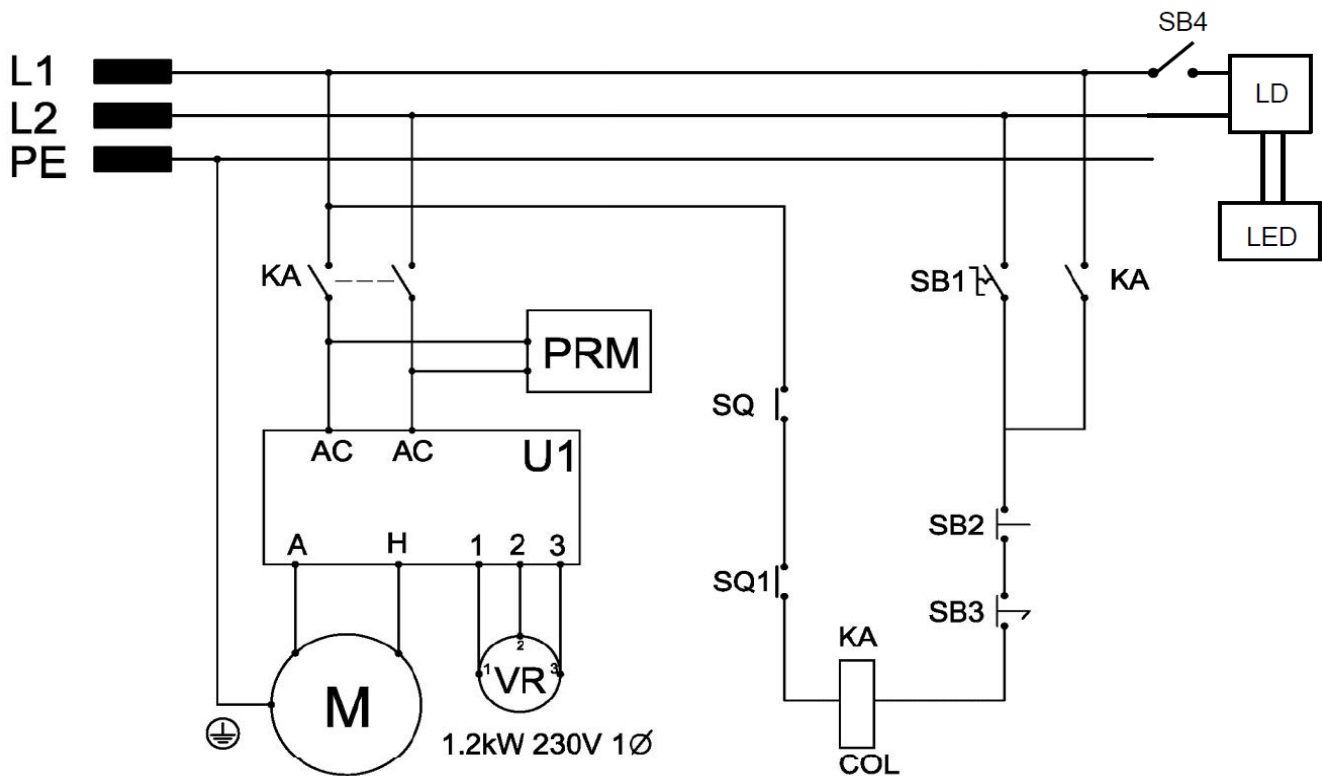 SB4
L1
LD
L2
PE
LED
KA
SB1
KA
PRM
SQ
AC AC U1
SB2
A H 1 2 3
SQ1
SB3
KA
1 2 3
VR
M
1.2kW 230V 1Ø
COL